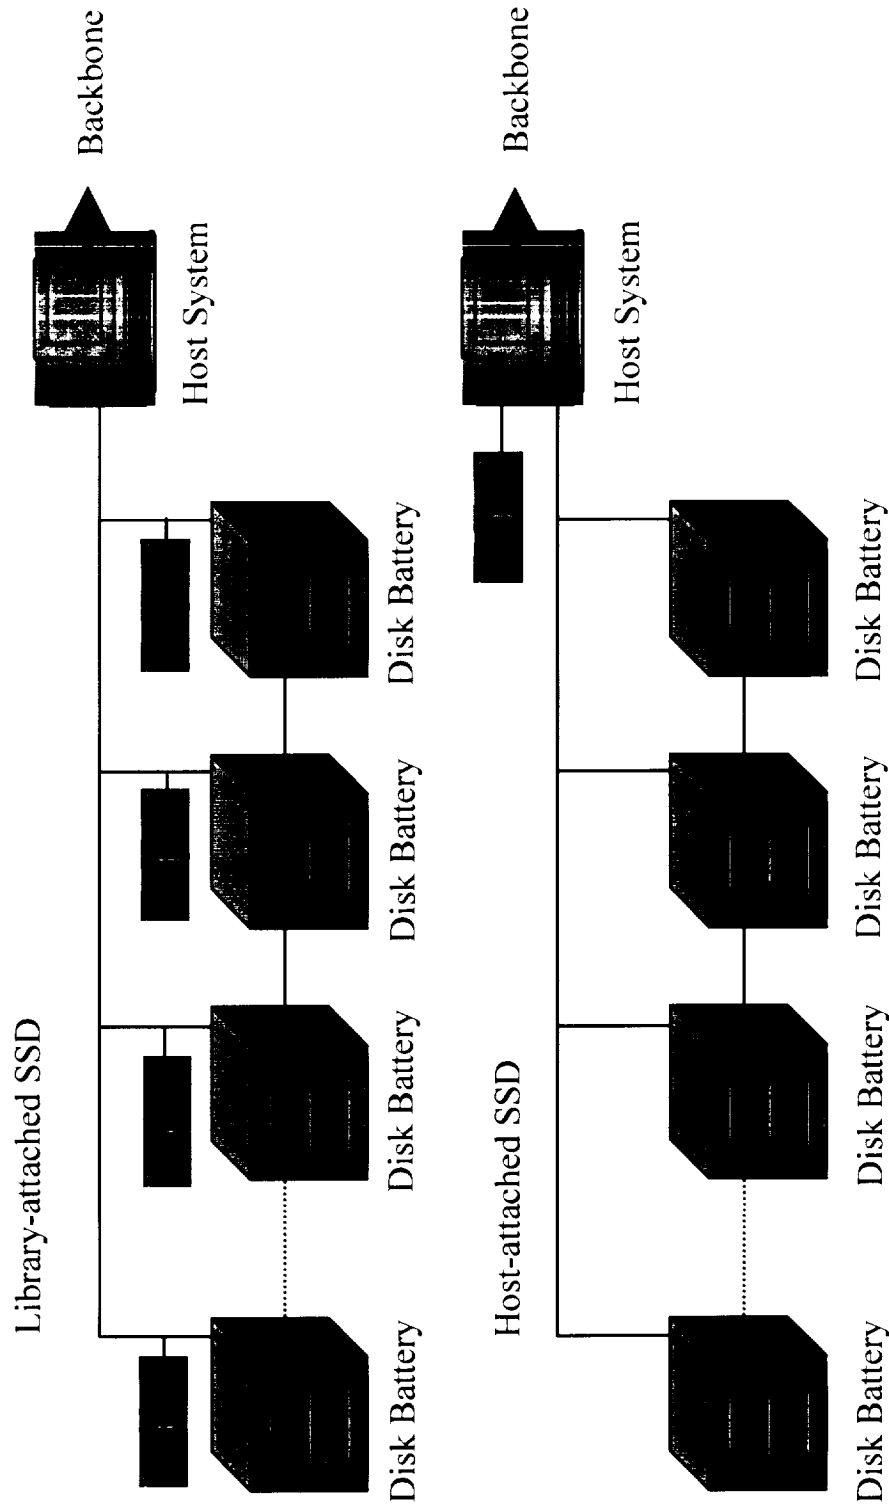 Library-attached SSD
Backbone
Host System
Disk Battery
Disk Battery
Disk Battery
Disk Battery
Host-attached SSD
Backbone
Host System
Disk Battery
Disk Battery
Disk Battery
Disk Battery